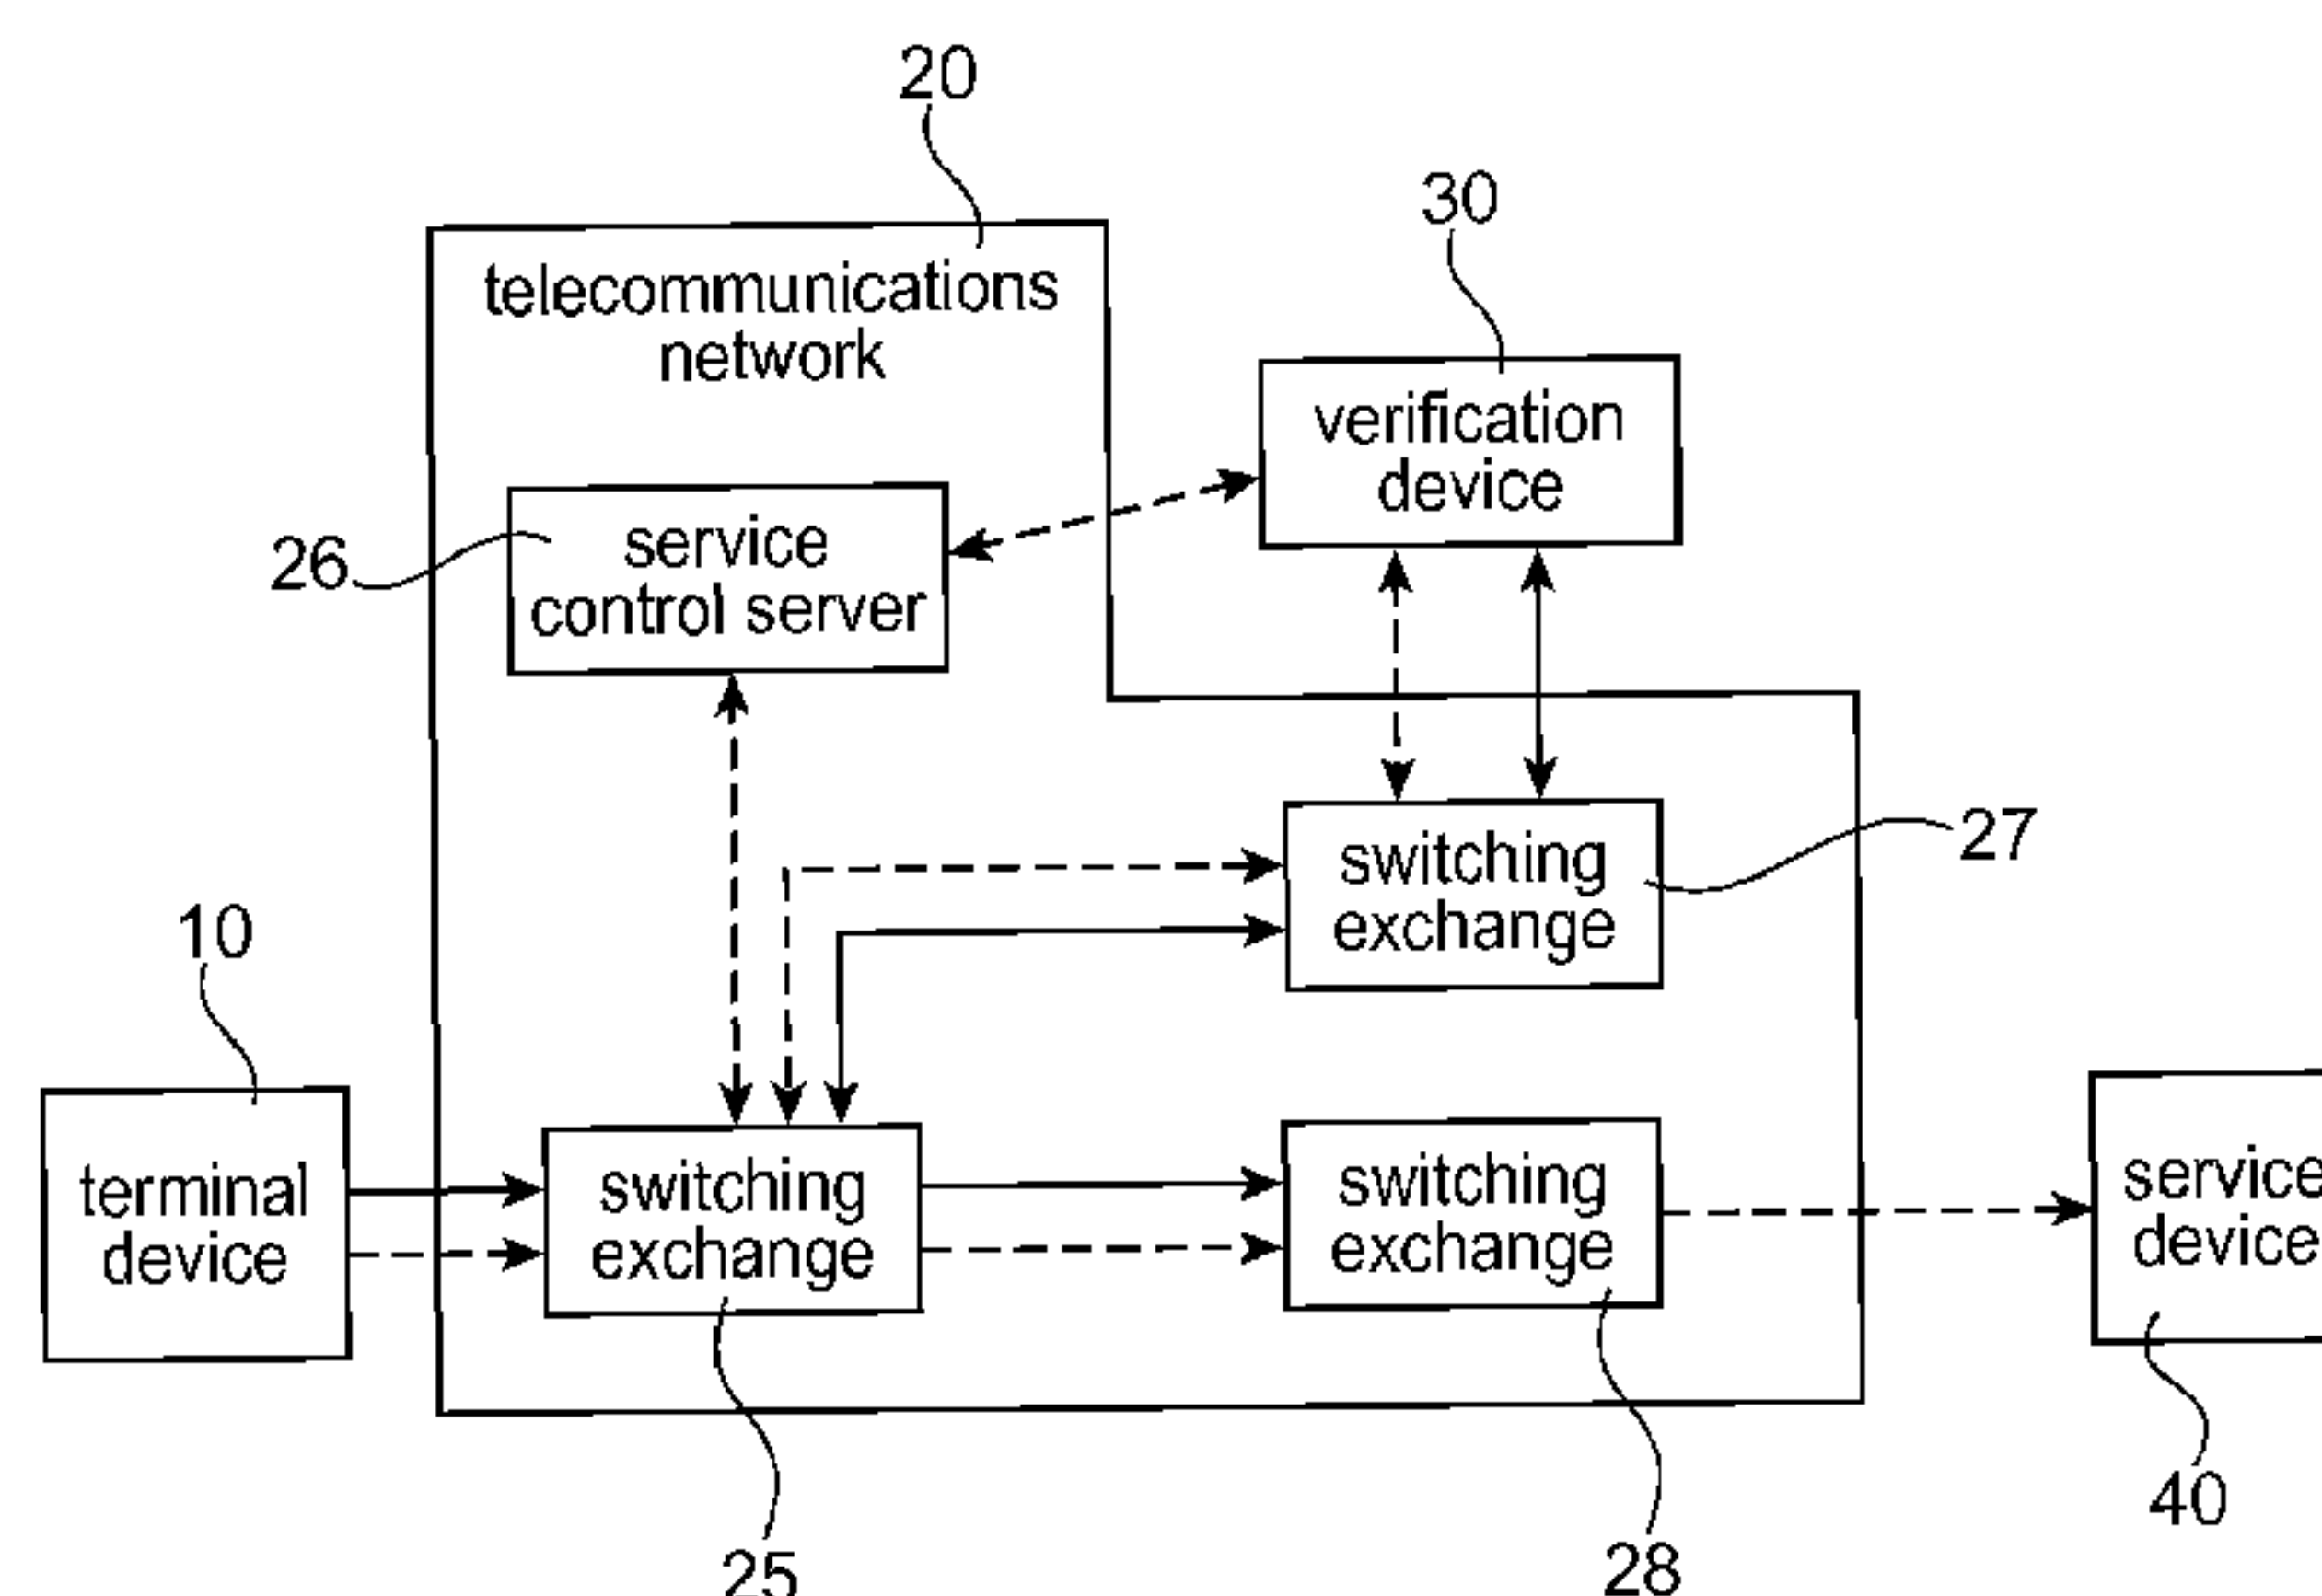 20
30
telecommunications
network
verification
device
26
service
control server
27
switching
exchange
10
terminal
device
switching
exchange
switching
exchange
service
device
40
25
28